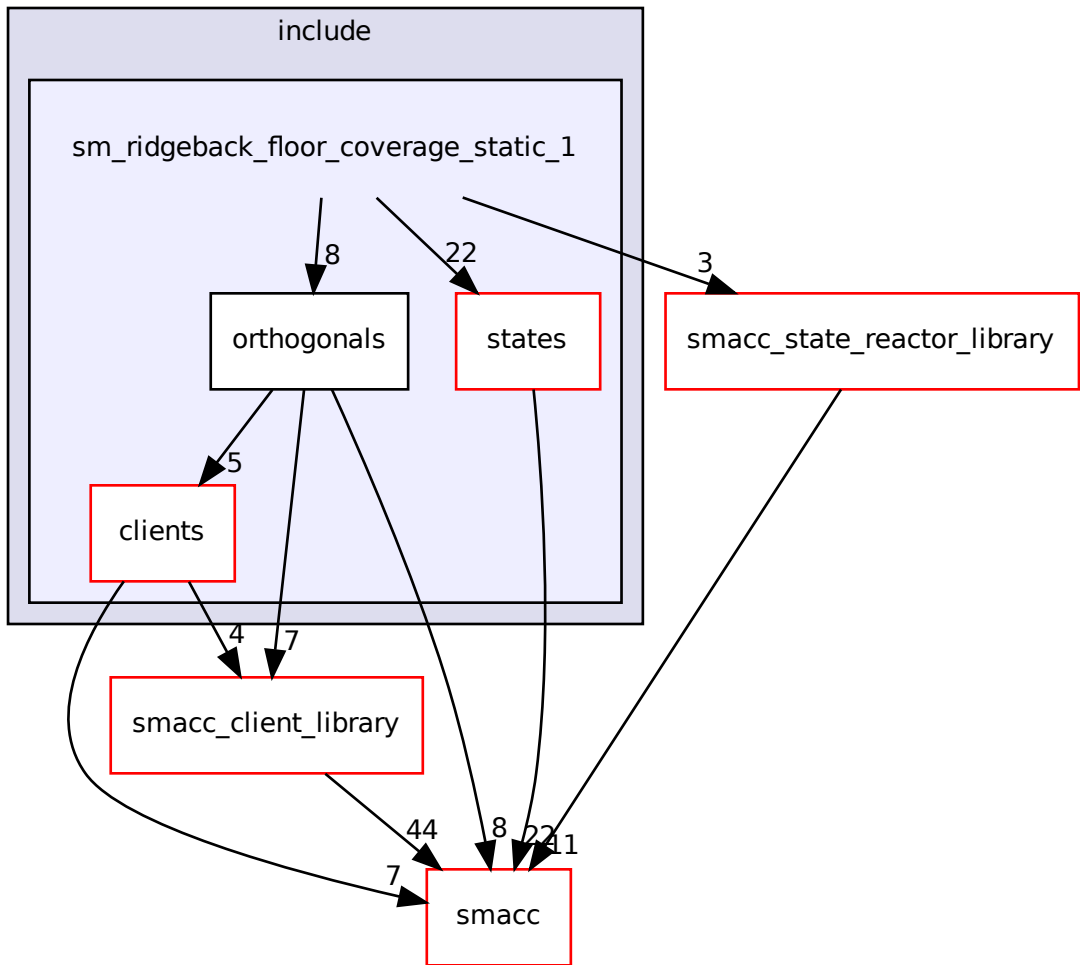 include
sm_ridgeback_floor_coverage_static_1
8
22
3
orthogonals
states
smacc_state_reactor_library
5
clients
4
7
smacc_client_library
44
8
22
11
7
smacc